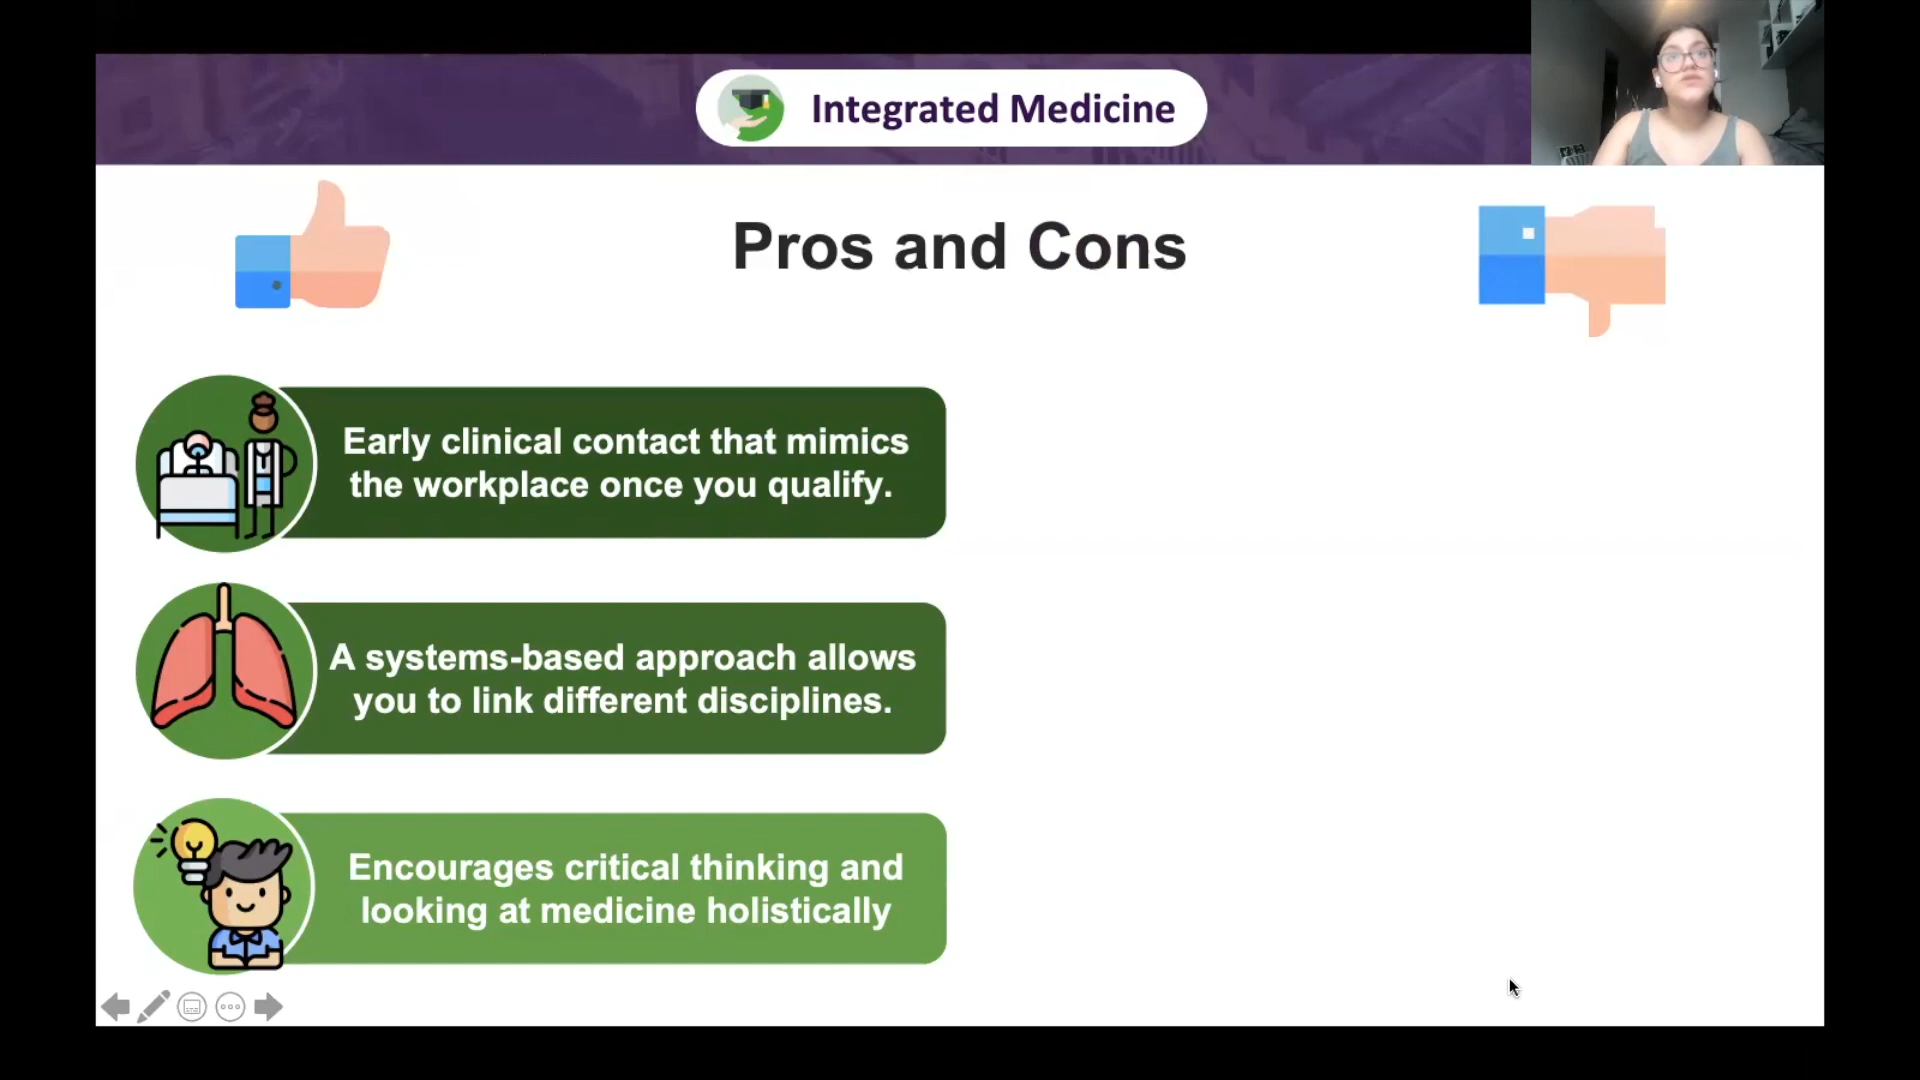 Integrated Medicine
Pros and Cons
Early clinical contact that mimics
the workplace once you qualify.
A systems-based approach allows
you to link different disciplines.
Encourages critical thinking and
looking at medicine holistically